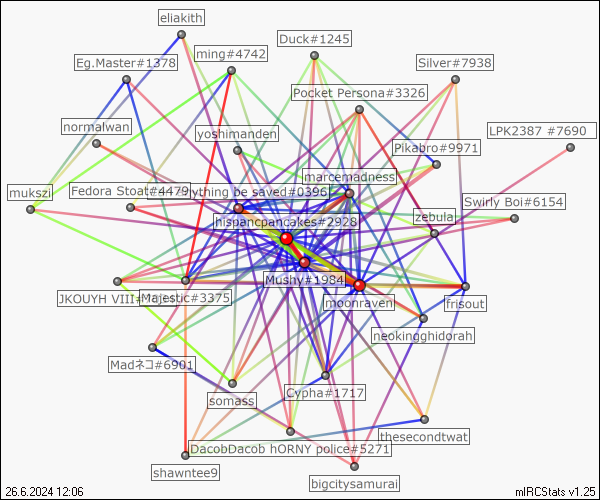 eliakith
ming#4742
Duck#1245
Eg.Master#1378
Silver#7938
Pocket Persona#3326
normalwan
yoshimanden
LPK2387 #7690
Pikabro#9971
marcemadness
mukszi
Fedora Stoat#4479
ything be saved#0396
Swirly Boi#6154
hispancpancakes#2928
zebula
Mushy#1984
JKOUYH VIII#
Majestic#3375
moonraven
frisout
neokingghidorah
Madネコ#6901
somass
Cypha#1717
thesecondtwat
DacobDacob hORNY police#5271
shawntee9
bigcitysamurai
26.6.2024 12:06
mIRCStats v1.25